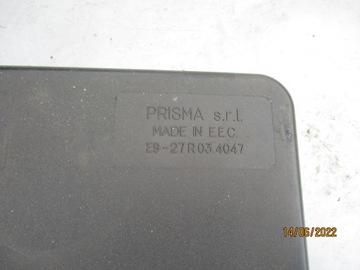 PRISMA s.r.l.
MADE IN E.E.C.
E9-27R03.4047
14/06/2022